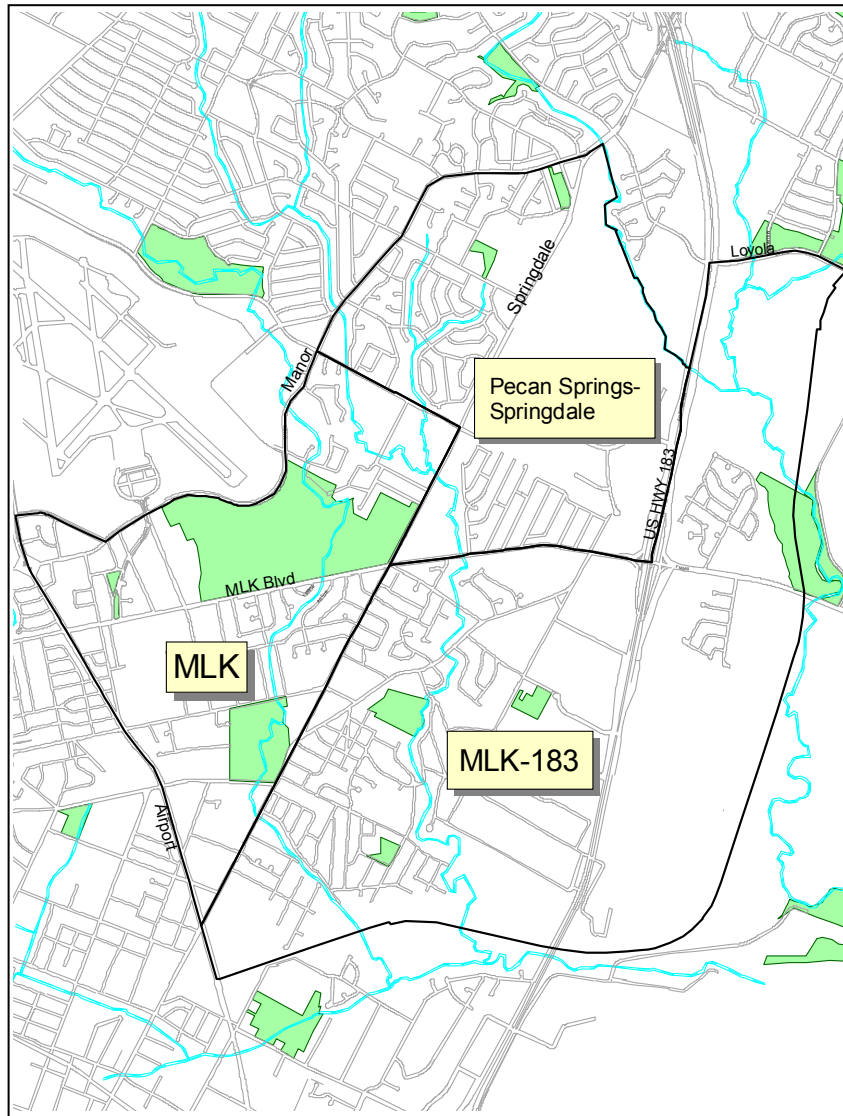 Loyola
Springdale
Manor
Pecan Springs-
Springdale
US HWY 183
MLK Blvd
MLK
MLK-183
Airport